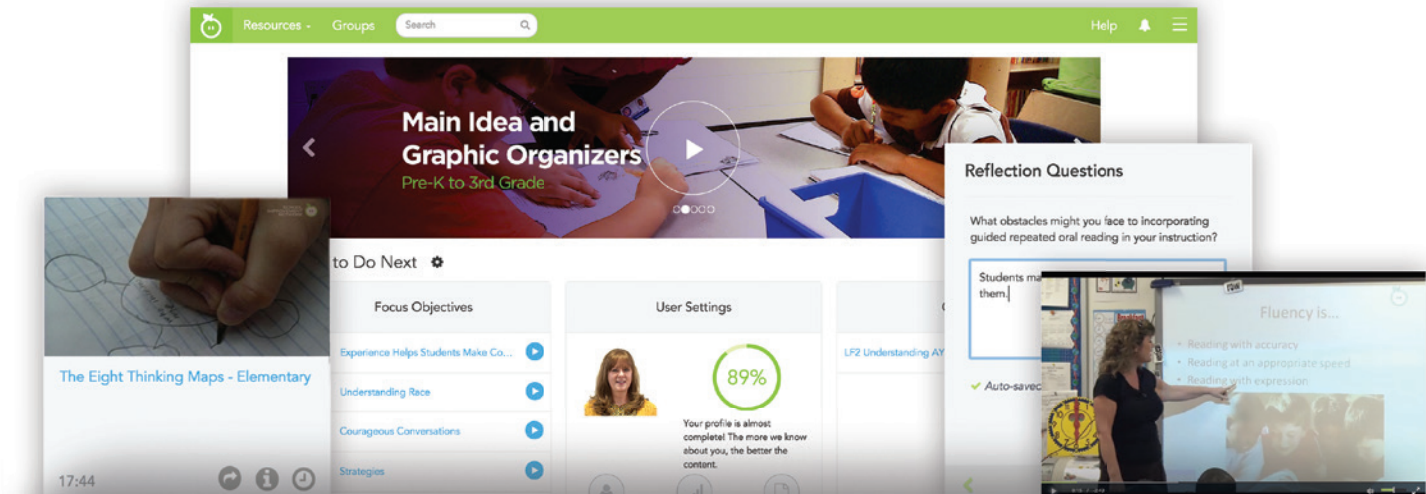 Resources
Groups
Search
Help
Main Idea and
Graphic Organizers
Pre-K to 3rd Grade
Reflection Questions
What obstacles might you face to incorporating
guided repeated oral reading in your instruction?
Students ma
them.
Auto-saved
The Eight Thinking Maps - Elementary
17:44
to Do Next
Focus Objectives
Experience Helps Students Make Co...
Understanding Race
Courageous Conversations
Strategies
User Settings
89%
Your profile is almost
complete! The more we know
about you, the better the
content.
LF2 Understanding AY
Fluency is...
• Reading with accuracy
• Reading at an appropriate speed
• Reading with expression